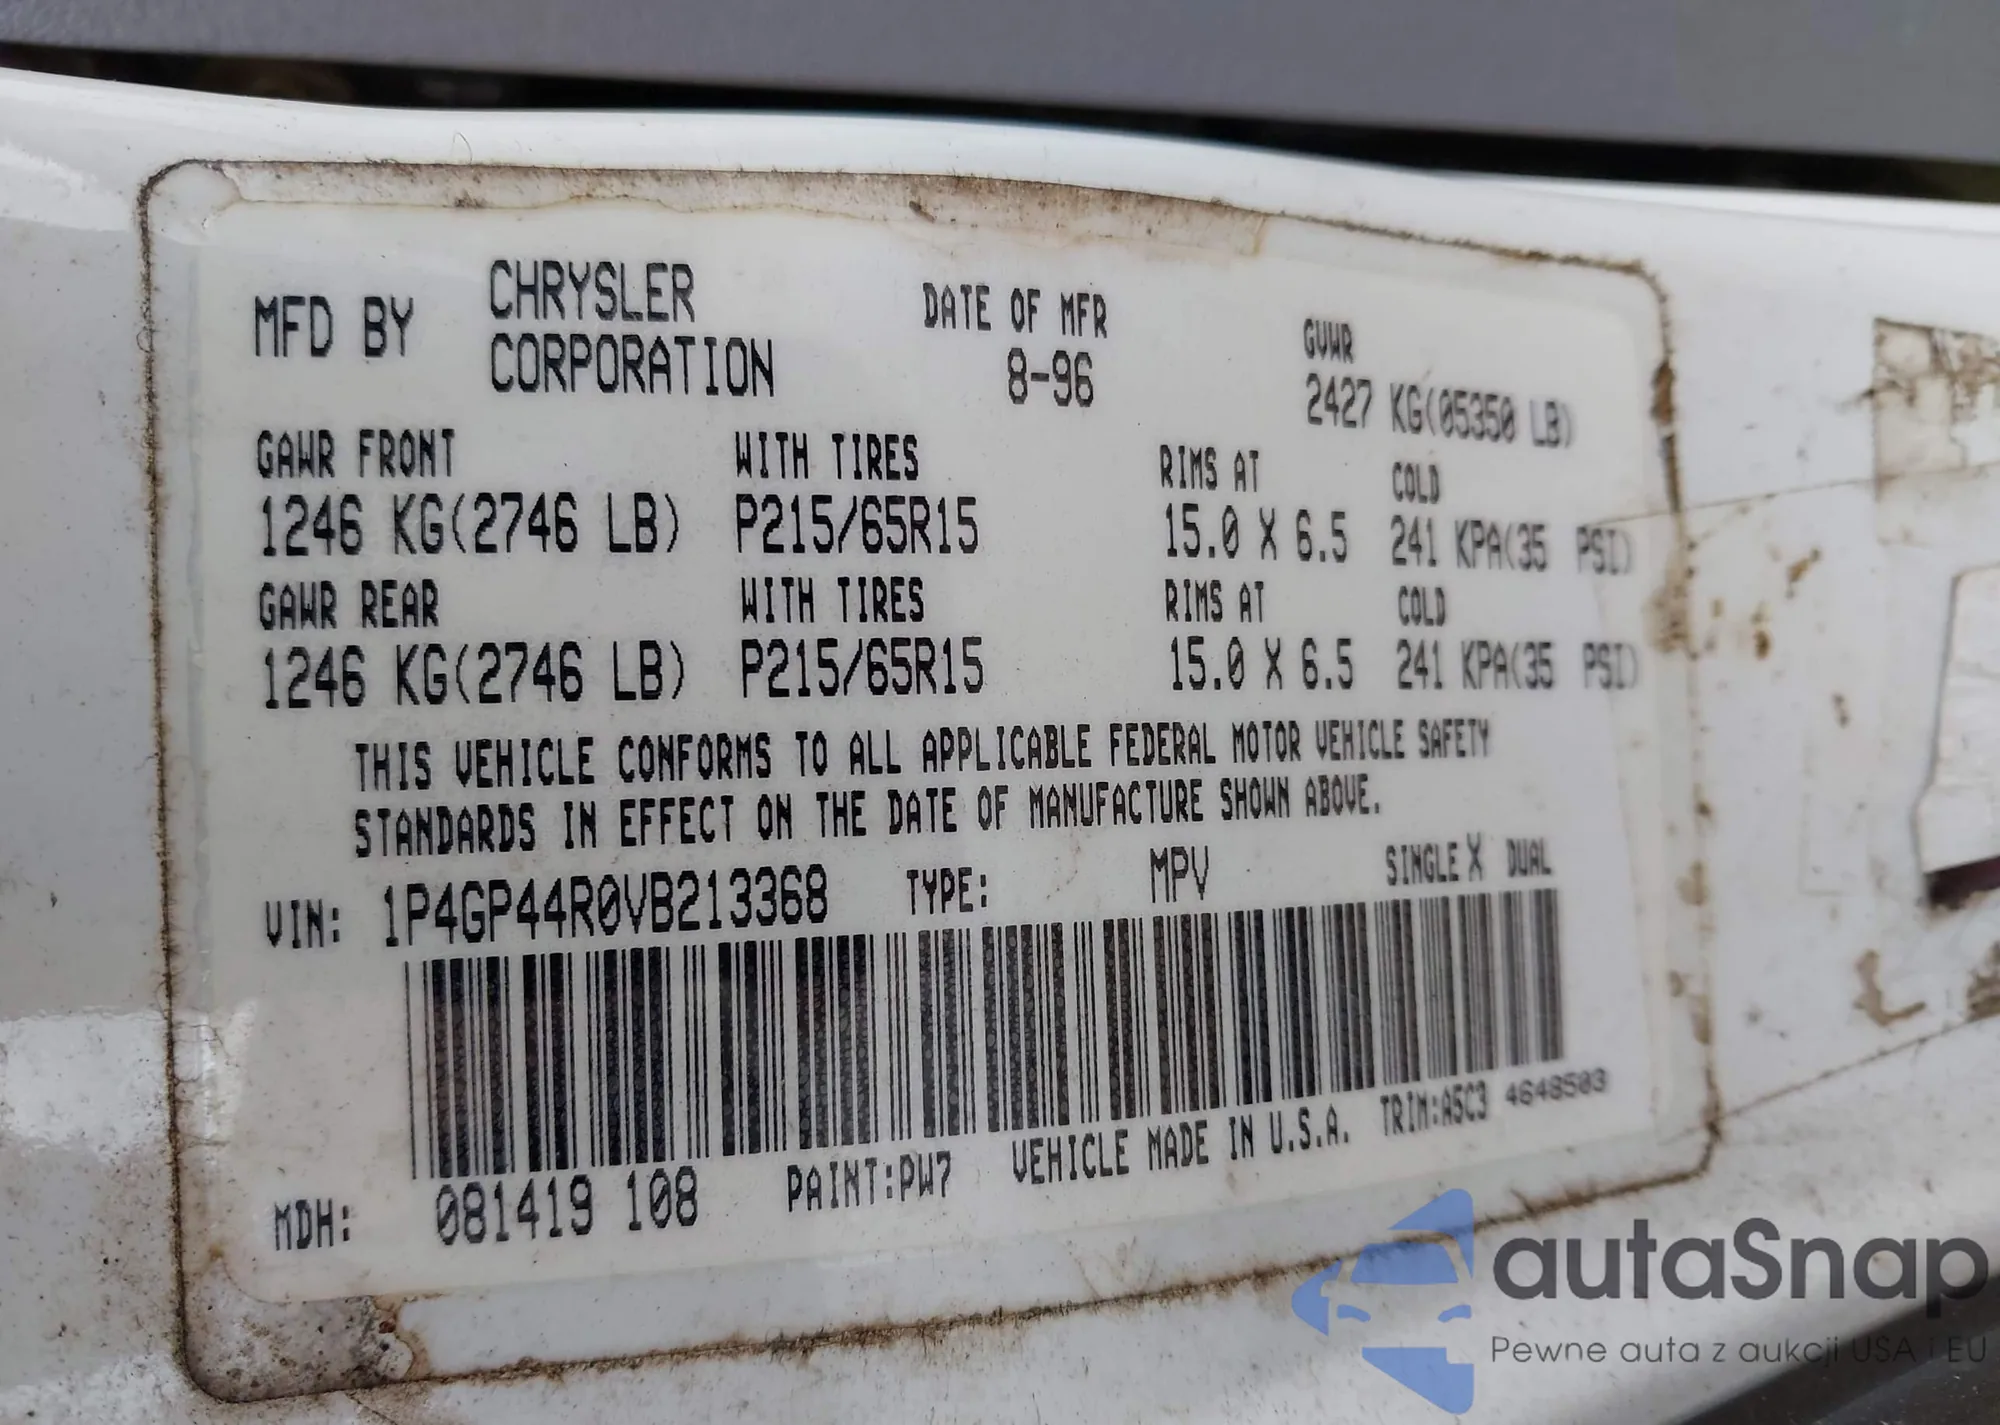 MFD BY CHRYSLER CORPORATION
DATE OF MFR
8-96
GVWR
2427 KG(05350 LB)
GAWR FRONT WITH TIRES RIMS AT COLD
1246 KG(2746 LB) P215/65R15 15.0 X 6.5 241 KPA(35 PSI)
GAWR REAR WITH TIRES RIMS AT COLD
1246 KG(2746 LB) P215/65R15 15.0 X 6.5 241 KPA(35 PSI)
THIS VEHICLE CONFORMS TO ALL APPLICABLE FEDERAL MOTOR VEHICLE SAFETY
STANDARDS IN EFFECT ON THE DATE OF MANUFACTURE SHOWN ABOVE.
VIN: 1P4GP44R0VB213368 TYPE: MPV SINGLE X DUAL
MDH: 081419 108 PAINT:PW7 VEHICLE MADE IN U.S.A. TRIM:A5C3 4648503
autaSnap
Pewne auta z aukcji USA i EU